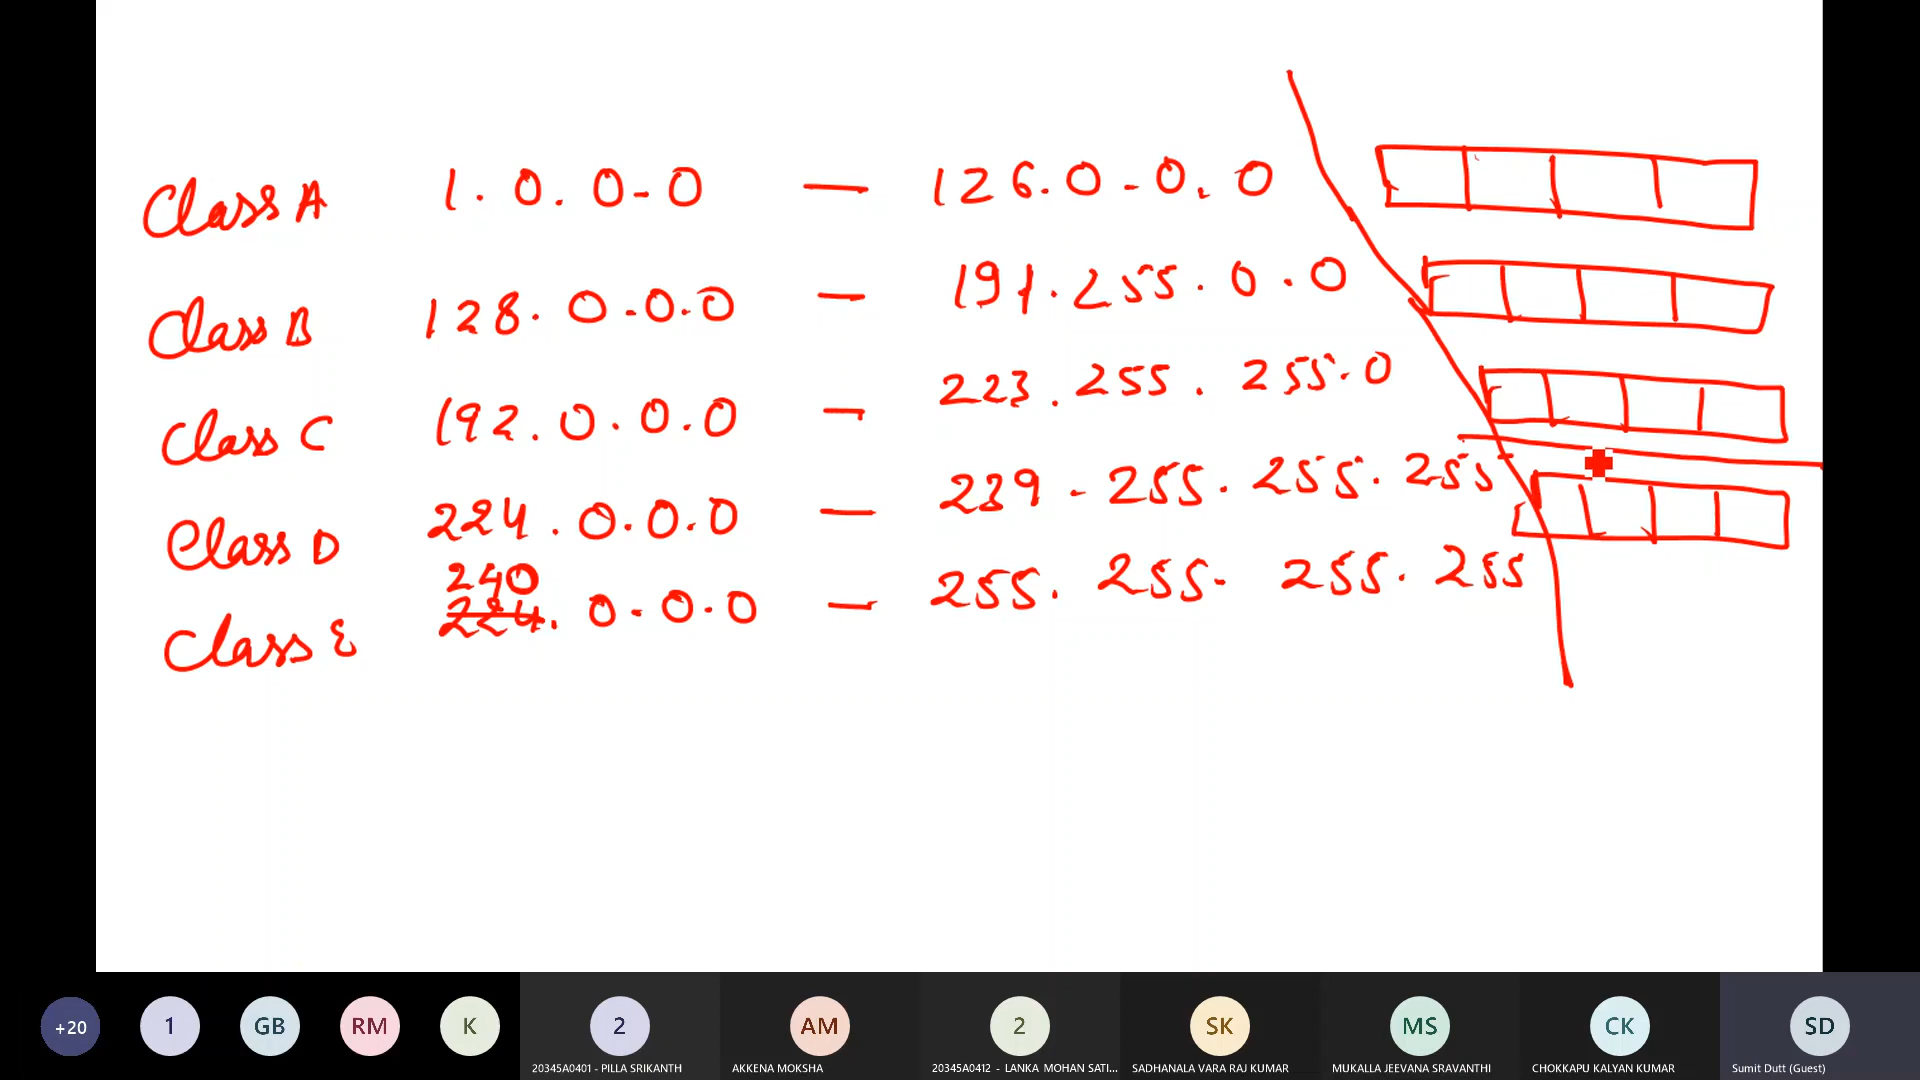 Class A 1.0.0-0 — 126.0-0.0
Class B 128.0-0.0 — 191.255.0.0
Class C 192.0.0.0 — 223.255.255.0
Class D 224.0.0.0 — 239-255.255.255
240
Class E 224.0-0.0 — 255.255-255.255
+20 1 GB RM K 2 AM 2 SK MS CK SD
20345A0401 - PILLA SRIKANTH AKKENA MOKSHA 20345A0412 - LANKA MOHAN SATI... SADHANALA VARA RAJ KUMAR MUKALLA JEEVANA SRAVANTHI CHOKKAPU KALYAN KUMAR Sumit Dutt (Guest)